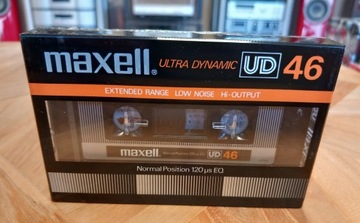 maxell® ULTRA DYNAMIC UD 46
EXTENDED RANGE LOW NOISE HI-OUTPUT
maxell UD 46
Normal Position 120 μs EQ